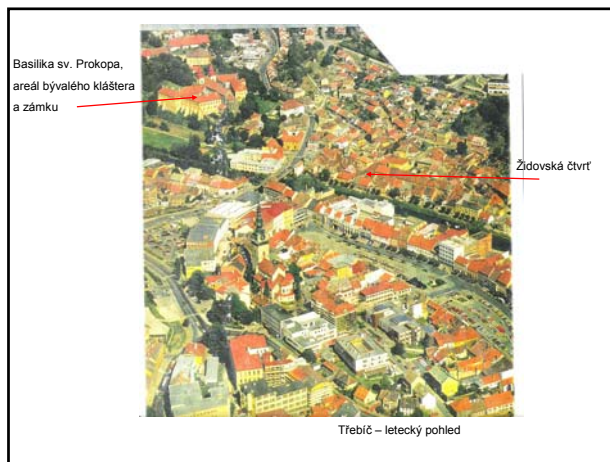 Basilika sv. Prokopa,
areál bývalého kláštera
a zámku
Židovská čtvrť
Třebíč – letecký pohled